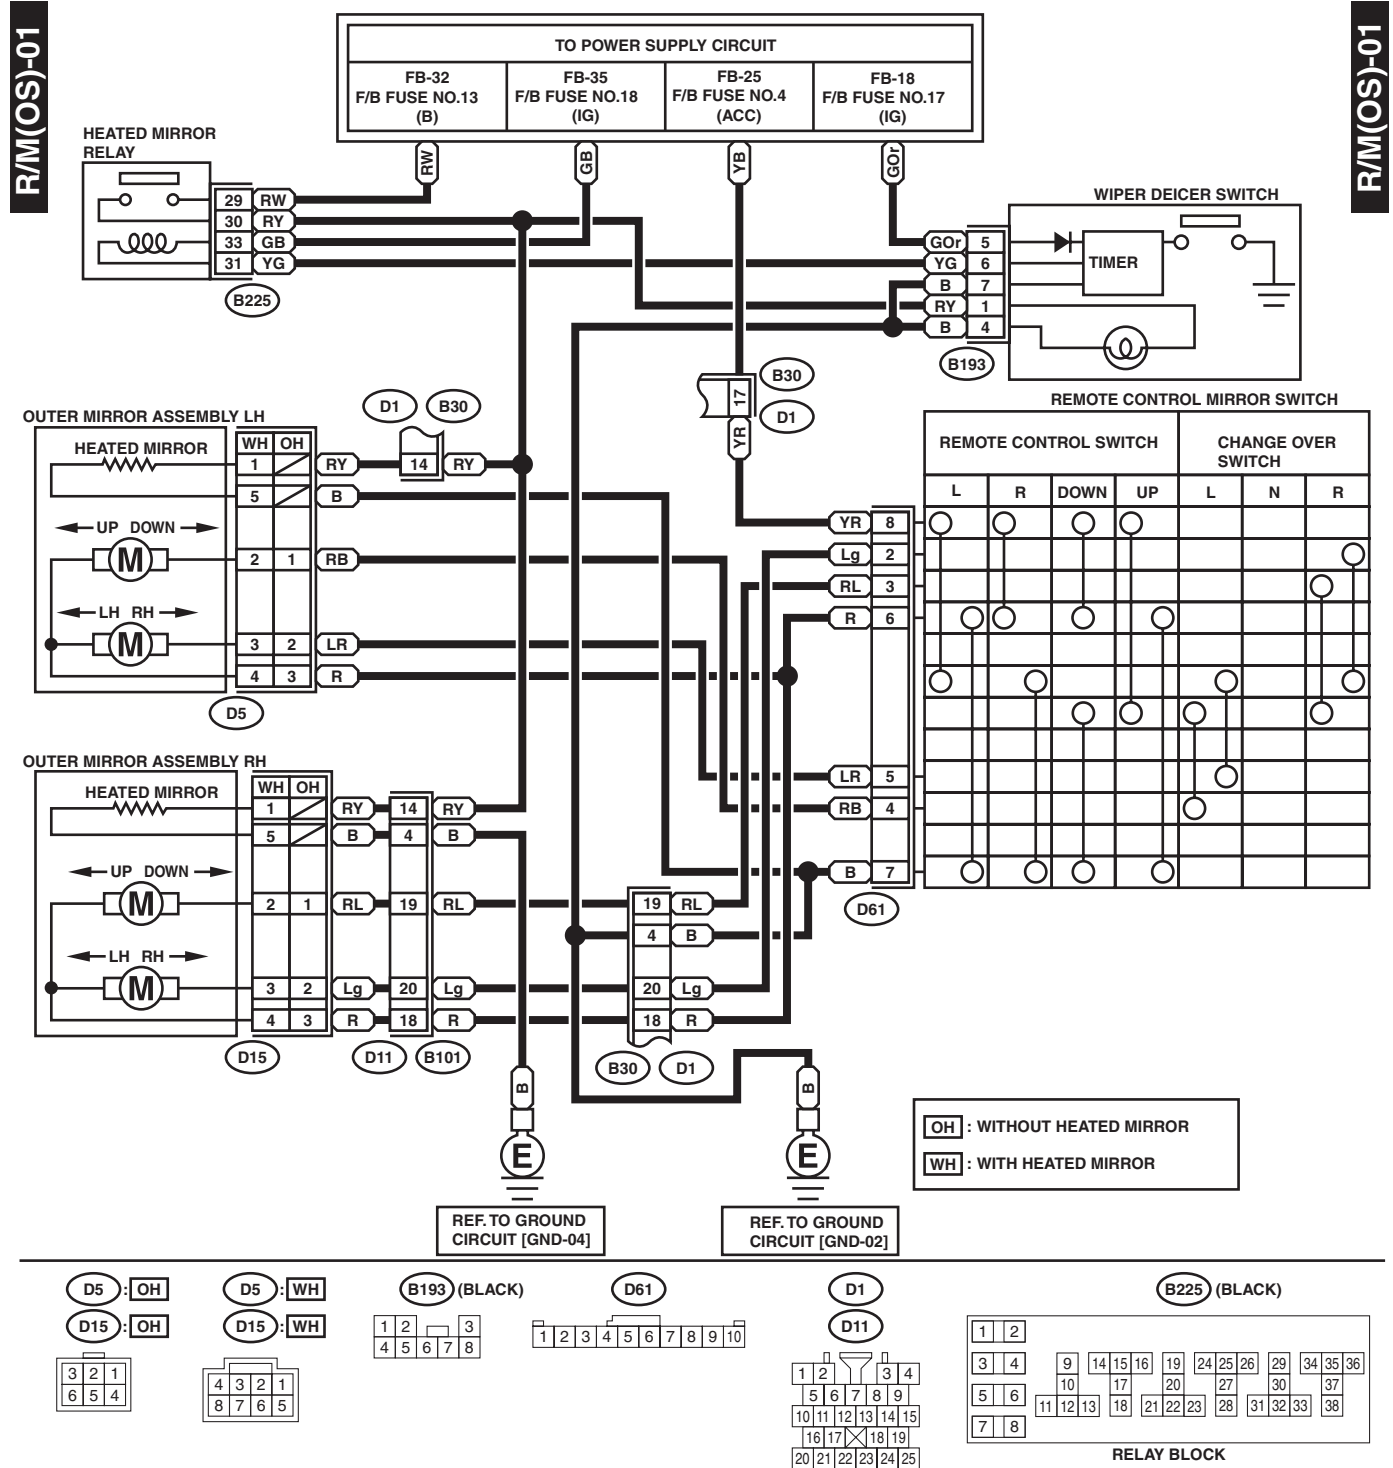 R/M(OS)-01
R/M(OS)-01
TO POWER SUPPLY CIRCUIT
FB-32
F/B FUSE NO.13
(B)
FB-35
F/B FUSE NO.18
(IG)
FB-25
F/B FUSE NO.4
(ACC)
FB-18
F/B FUSE NO.17
(IG)
RW
GB
YB
GOr
HEATED MIRROR
RELAY
29 RW
30 RY
33 GB
31 YG
B225
WIPER DEICER SWITCH
GOr 5
YG 6
B 7
RY 1
B 4
TIMER
B193
B30
17
D1
YR
D1
B30
14 RY
OUTER MIRROR ASSEMBLY LH
HEATED MIRROR
WH OH
1 RY
5 B
UP DOWN
M
2 1 RB
LH RH
M
3 2 LR
4 3 R
D5
REMOTE CONTROL MIRROR SWITCH
REMOTE CONTROL SWITCH
CHANGE OVER
SWITCH
L R DOWN UP L N R
YR 8
Lg 2
RL 3
R 6
LR 5
RB 4
B 7
D61
OUTER MIRROR ASSEMBLY RH
HEATED MIRROR
WH OH
1 RY 14 RY
5 B 4 B
UP DOWN
M
2 1 RL 19 RL
LH RH
M
3 2 Lg 20 Lg
4 3 R 18 R
D15
D11
B101
19 RL
4 B
20 Lg
18 R
B30
D1
B
E
REF. TO GROUND
CIRCUIT [GND-04]
B
E
REF. TO GROUND
CIRCUIT [GND-02]
OH : WITHOUT HEATED MIRROR
WH : WITH HEATED MIRROR
D5 : OH
D15 : OH
3 2 1
6 5 4
D5 : WH
D15 : WH
4 3 2 1
8 7 6 5
B193 (BLACK)
1 2 3
4 5 6 7 8
D61
1 2 3 4 5 6 7 8 9 10
D1
D11
1 2 3 4
5 6 7 8 9
10 11 12 13 14 15
16 17 18 19
20 21 22 23 24 25
B225 (BLACK)
1 2
3 4 9 14 15 16 19 24 25 26 29 34 35 36
5 6 10 17 20 27 30 37
11 12 13 18 21 22 23 28 31 32 33 38
7 8
RELAY BLOCK